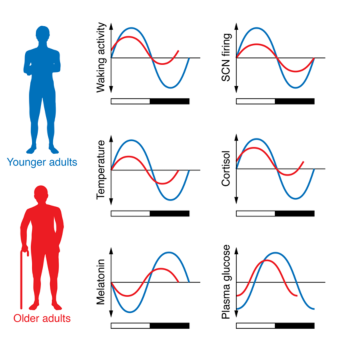 Waking activity
SCN firing
Younger adults
Temperature
Cortisol
Older adults
Melatonin
Plasma glucose